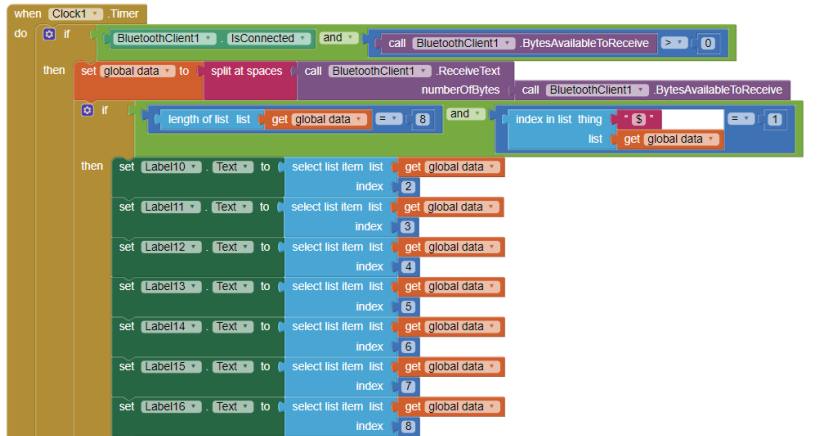 when Clock1 .Timer
do if BluetoothClient1 . IsConnected and call BluetoothClient1 .BytesAvailableToReceive > 0
then set global data to split at spaces call BluetoothClient1 .ReceiveText
numberOfBytes call BluetoothClient1 .BytesAvailableToReceive
if length of list list get global data = 8 and index in list thing " $ " = 1
list get global data
then set Label10 . Text to select list item list get global data
index 2
set Label11 . Text to select list item list get global data
index 3
set Label12 . Text to select list item list get global data
index 4
set Label13 . Text to select list item list get global data
index 5
set Label14 . Text to select list item list get global data
index 6
set Label15 . Text to select list item list get global data
index 7
set Label16 . Text to select list item list get global data
index 8